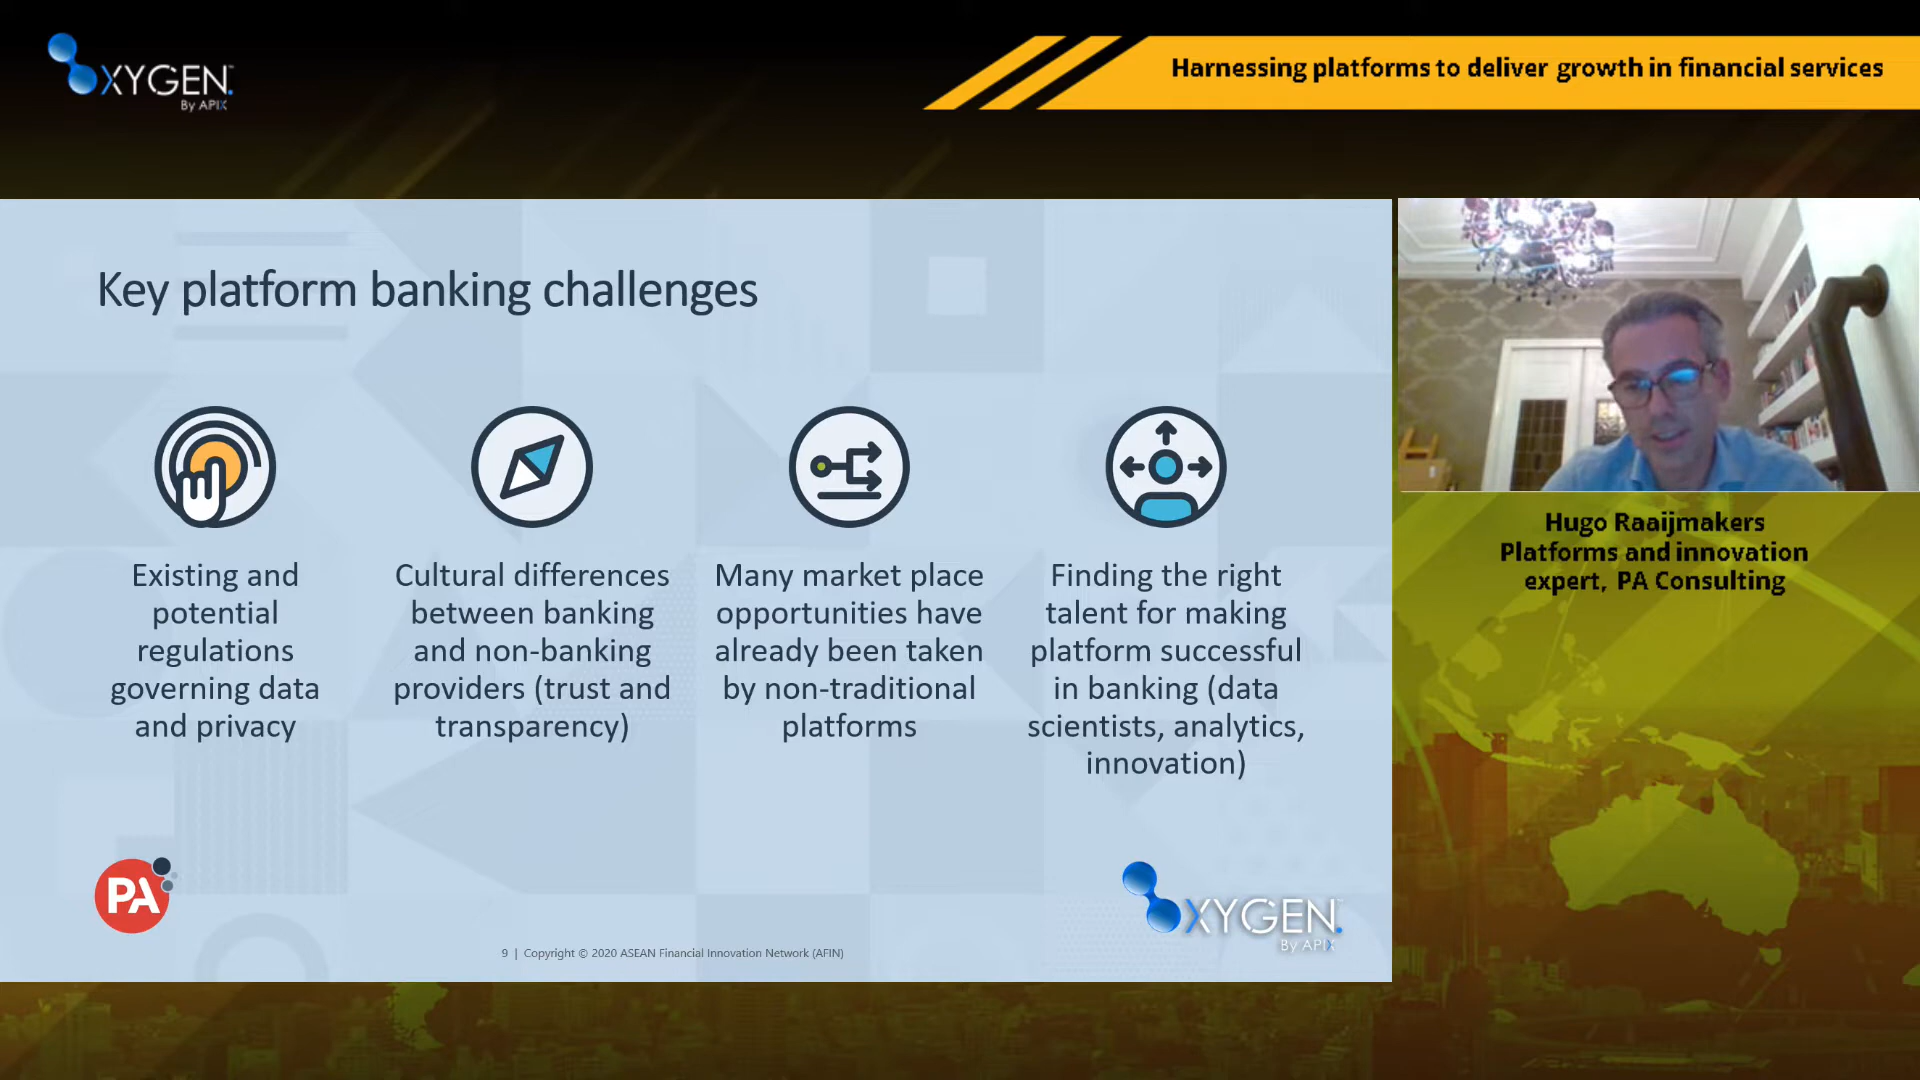 OXYGEN.
By APIX
Harnessing platforms to deliver growth in financial services
Key platform banking challenges
Existing and
potential
regulations
governing data
and privacy
Cultural differences
between banking
and non-banking
providers (trust and
transparency)
Many market place
opportunities have
already been taken
by non-traditional
platforms
Finding the right
talent for making
platform successful
in banking (data
scientists, analytics,
innovation)
PA
9 | Copyright © 2020 ASEAN Financial Innovation Network (AFIN)
OXYGEN.
By APIX
Hugo Raaijmakers
Platforms and innovation
expert, PA Consulting